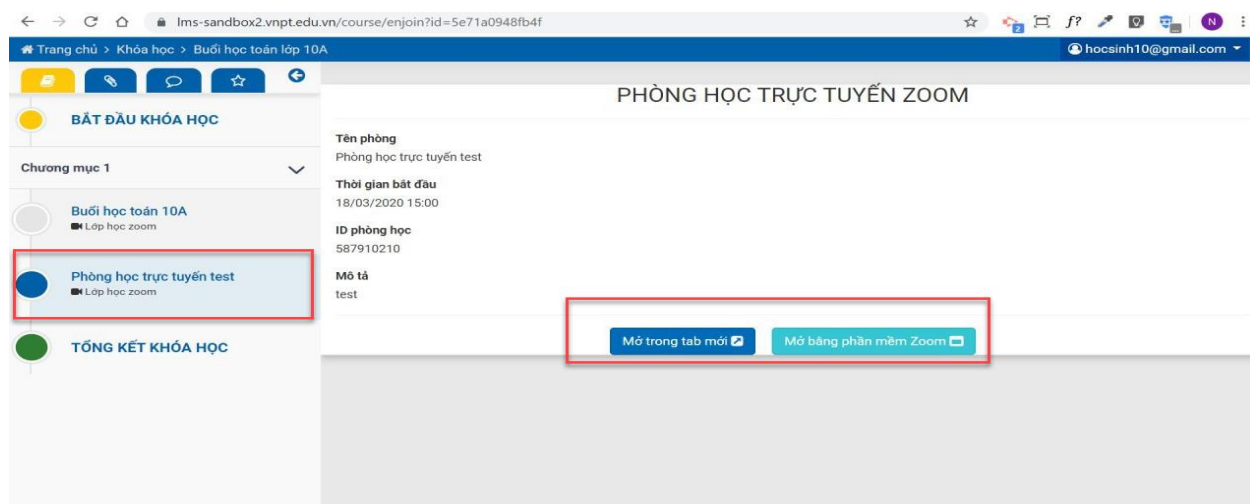 lms-sandbox2.vnpt.edu.vn/course/enjoin?id=5e71a0948fb4f
f?
2
N
Trang chủ > Khóa học > Buổi học toán lớp 10A
hocsinh10@gmail.com
BẮT ĐẦU KHÓA HỌC
Chương mục 1
Buổi học toán 10A
Lớp học zoom
Phòng học trực tuyến test
Lớp học zoom
TỔNG KẾT KHÓA HỌC
PHÒNG HỌC TRỰC TUYẾN ZOOM
Tên phòng
Phòng học trực tuyến test
Thời gian bắt đầu
18/03/2020 15:00
ID phòng học
587910210
Mô tả
test
Mở trong tab mới
Mở bằng phần mềm Zoom